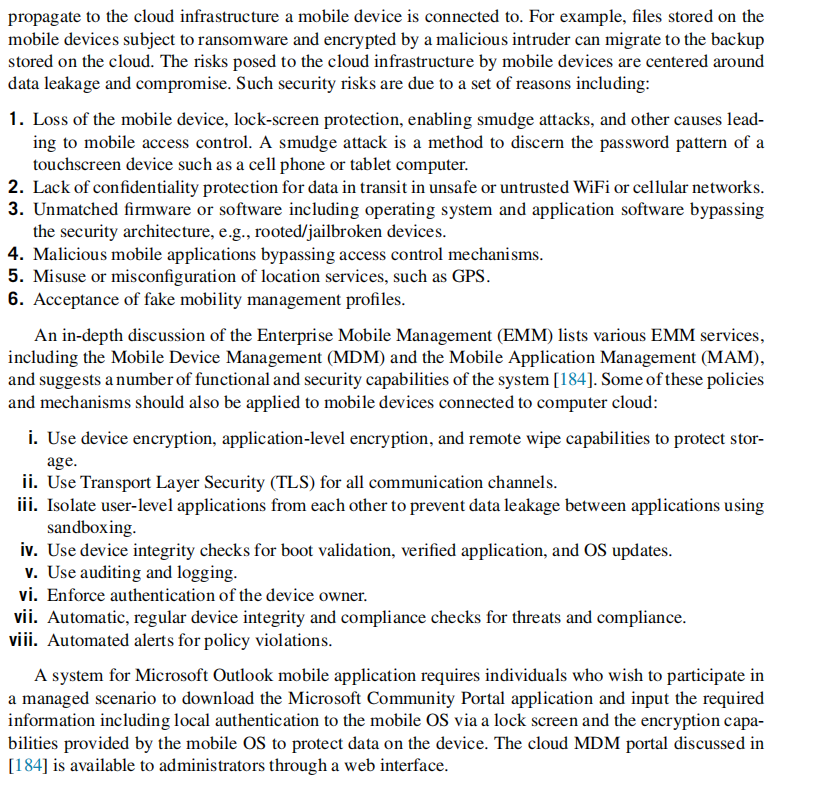 propagate to the cloud infrastructure a mobile device is connected to. For example, files stored on the
mobile devices subject to ransomware and encrypted by a malicious intruder can migrate to the backup
stored on the cloud. The risks posed to the cloud infrastructure by mobile devices are centered around
data leakage and compromise. Such security risks are due to a set of reasons including:
1. Loss of the mobile device, lock-screen protection, enabling smudge attacks, and other causes lead-
ing to mobile access control. A smudge attack is a method to discern the password pattern of a
touchscreen device such as a cell phone or tablet computer.
2. Lack of confidentiality protection for data in transit in unsafe or untrusted WiFi or cellular networks.
3. Unmatched firmware or software including operating system and application software bypassing
the security architecture, e.g., rooted/jailbroken devices.
4. Malicious mobile applications bypassing access control mechanisms.
5. Misuse or misconfiguration of location services, such as GPS.
6. Acceptance of fake mobility management profiles.
An in-depth discussion of the Enterprise Mobile Management (EMM) lists various EMM services,
including the Mobile Device Management (MDM) and the Mobile Application Management (MAM),
and suggests a number of functional and security capabilities of the system [184]. Some of these policies
and mechanisms should also be applied to mobile devices connected to computer cloud:
i. Use device encryption, application-level encryption, and remote wipe capabilities to protect stor-
age.
ii. Use Transport Layer Security (TLS) for all communication channels.
iii. Isolate user-level applications from each other to prevent data leakage between applications using
sandboxing.
iv. Use device integrity checks for boot validation, verified application, and OS updates.
v. Use auditing and logging.
vi. Enforce authentication of the device owner.
vii. Automatic, regular device integrity and compliance checks for threats and compliance.
viii. Automated alerts for policy violations.
A system for Microsoft Outlook mobile application requires individuals who wish to participate in
a managed scenario to download the Microsoft Community Portal application and input the required
information including local authentication to the mobile OS via a lock screen and the encryption capa-
bilities provided by the mobile OS to protect data on the device. The cloud MDM portal discussed in
[184] is available to administrators through a web interface.